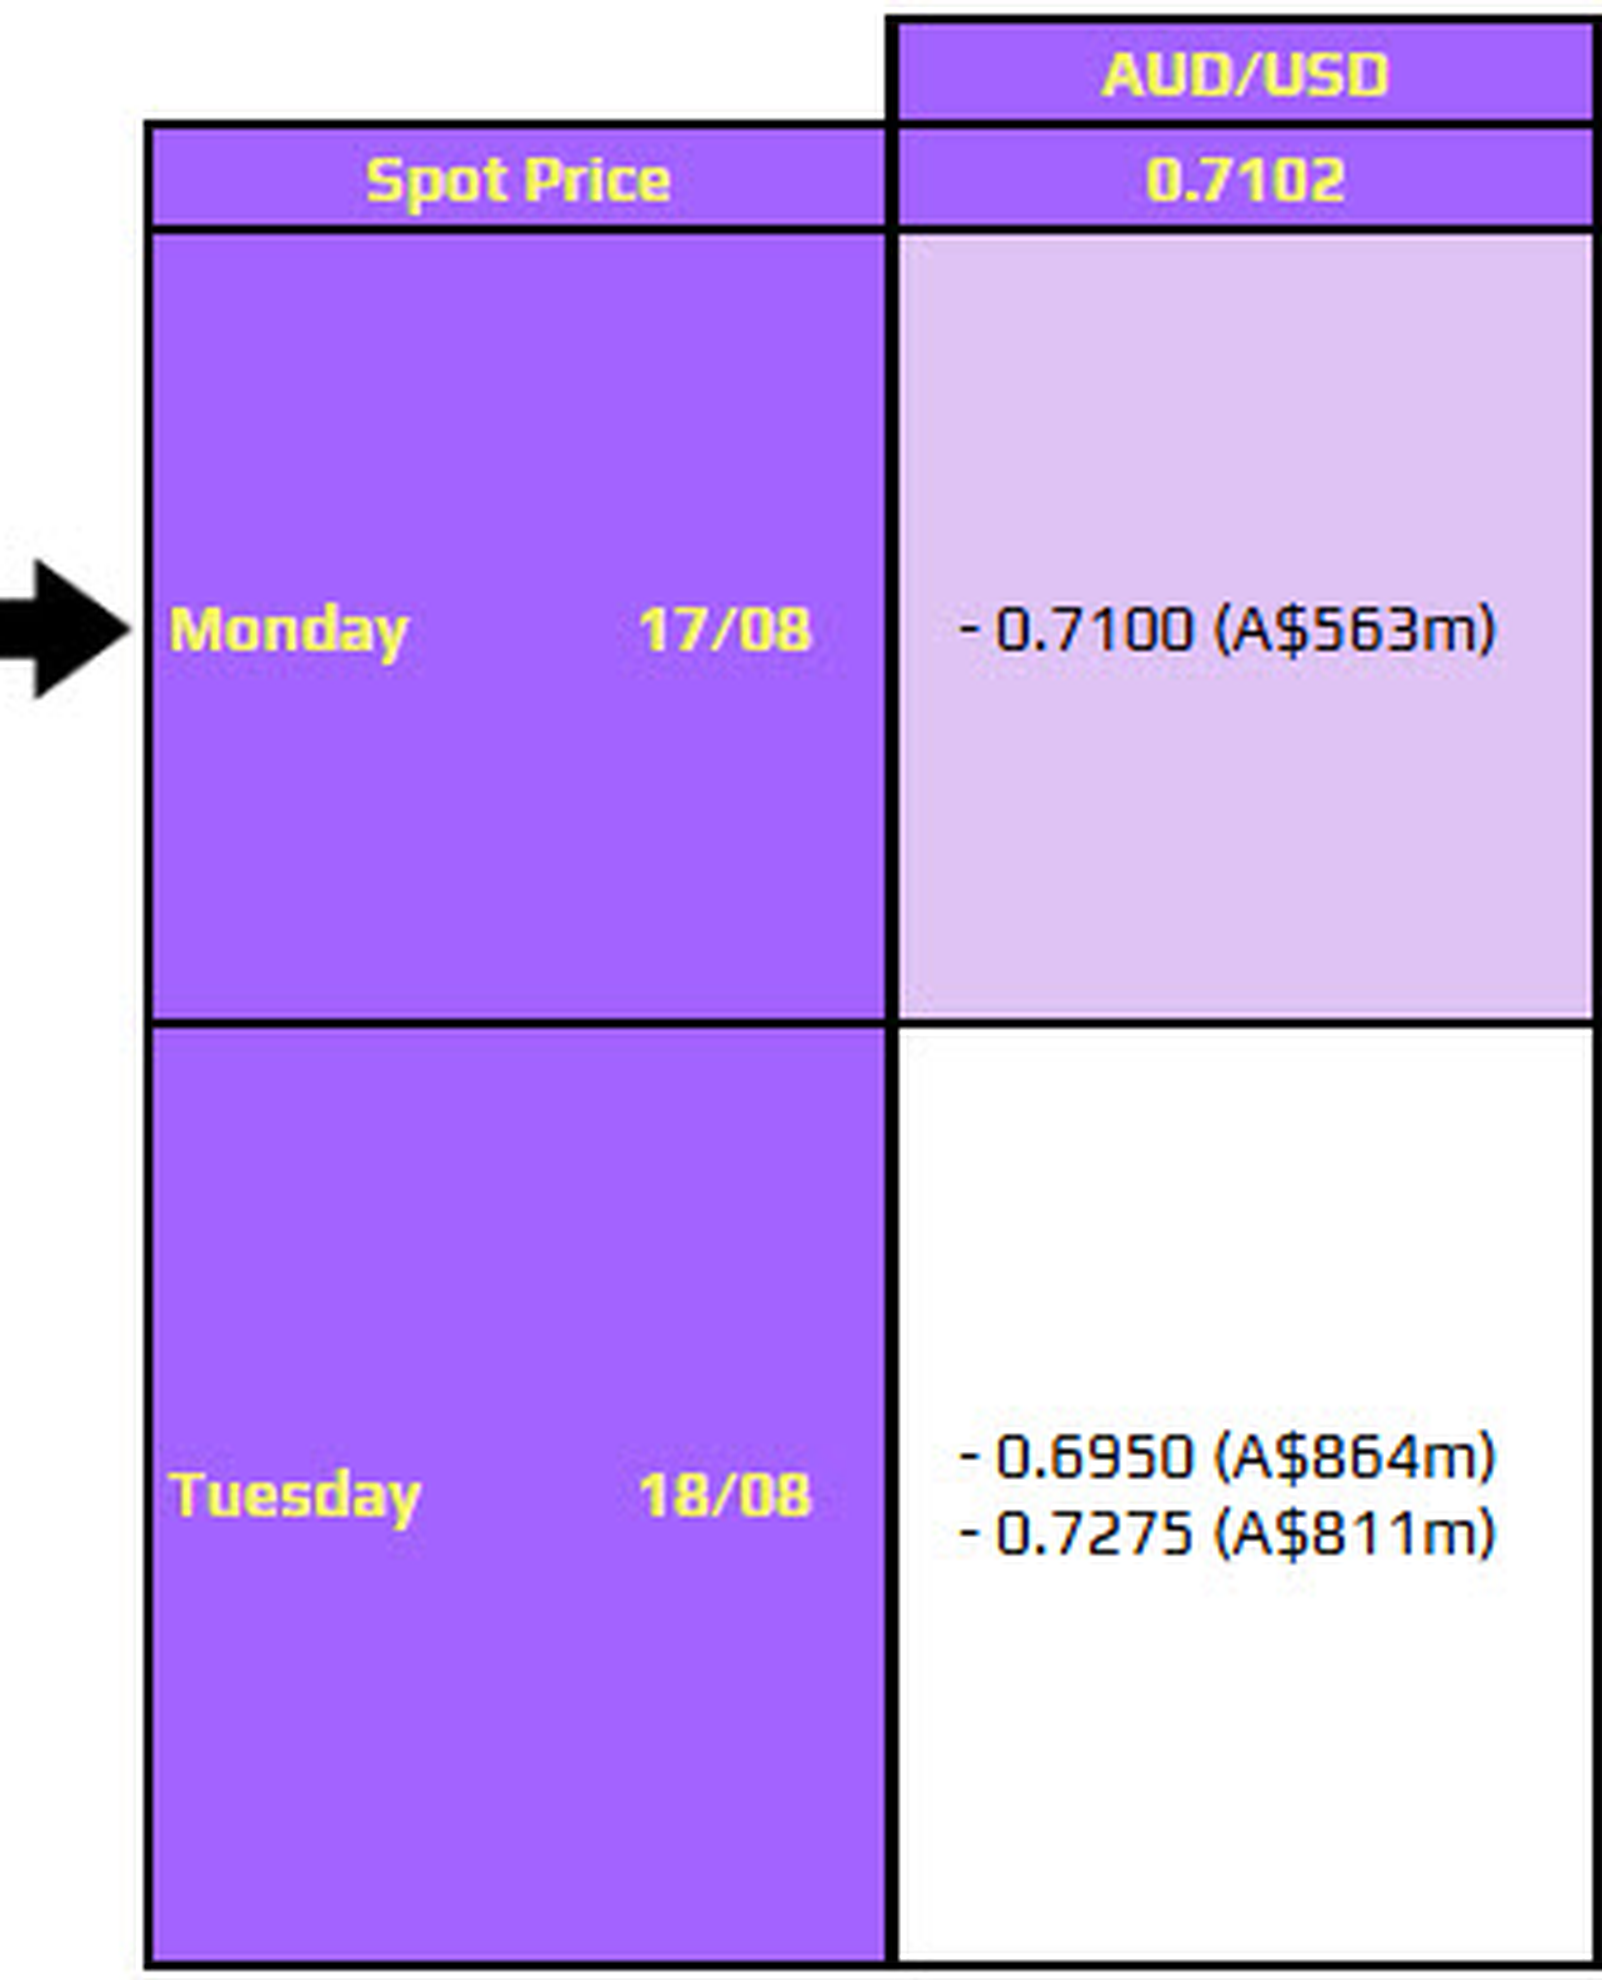 AUD/USD
Spot Price 0.7102
Monday 17/08 - 0.7100 (A$563m)
Tuesday 18/08
- 0.6950 (A$864m)
- 0.7275 (A$811m)